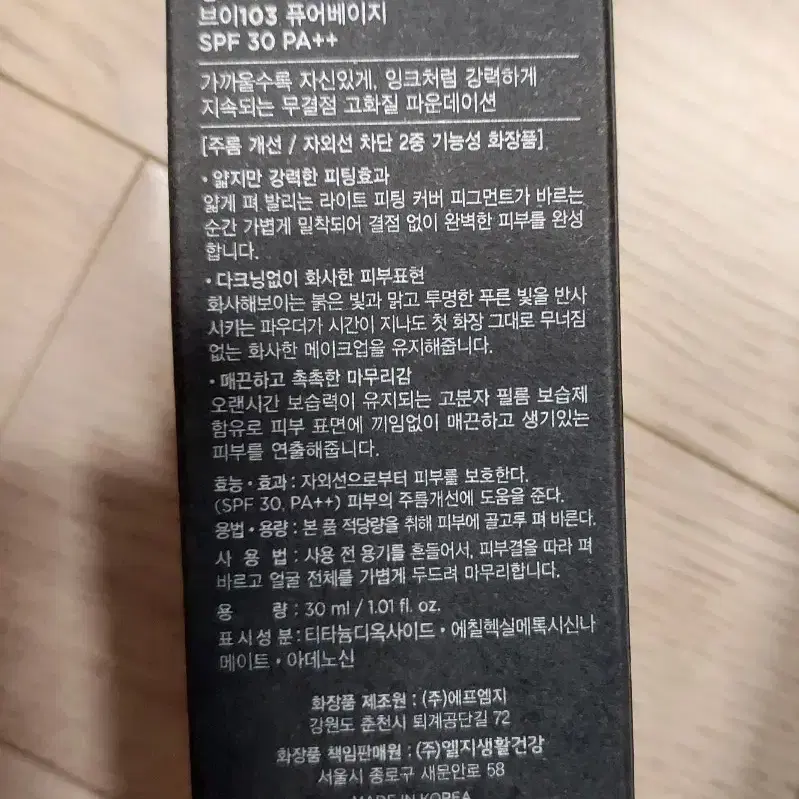 브이103 퓨어베이지
SPF 30 PA++
가까울수록 자신있게, 잉크처럼 강력하게
지속되는 무결점 고화질 파운데이션
[주름 개선 / 자외선 차단 2중 기능성 화장품]
• 얇지만 강력한 피팅효과
얇게 펴 발리는 라이트 피팅 커버 피그먼트가 바르는
순간 가볍게 밀착되어 결점 없이 완벽한 피부를 완성
합니다.
• 다크닝없이 화사한 피부표현
화사해보이는 붉은 빛과 맑고 투명한 푸른 빛을 반사
시키는 파우더가 시간이 지나도 첫 화장 그대로 무너짐
없는 화사한 메이크업을 유지해줍니다.
• 매끈하고 촉촉한 마무리감
오랜시간 보습력이 유지되는 고분자 필름 보습제
함유로 피부 표면에 끼임없이 매끈하고 생기있는
피부를 연출해줍니다.
효능 • 효과 : 자외선으로부터 피부를 보호한다.
(SPF 30, PA++) 피부의 주름개선에 도움을 준다.
용법 • 용량 : 본 품 적당량을 취해 피부에 골고루 펴 바른다.
사 용 법 : 사용 전 용기를 흔들어서, 피부결을 따라 펴
바르고 얼굴 전체를 가볍게 두드려 마무리합니다.
용 량 : 30 ml / 1.01 fl. oz.
표시성분 : 티타늄디옥사이드 • 에칠헥실메톡시신나
메이트 • 아데노신
화장품 제조원 : (주)에프엠지
강원도 춘천시 퇴계공단길 72
화장품 책임판매원 : (주)엘지생활건강
서울시 종로구 새문안로 58
MADE IN KOREA